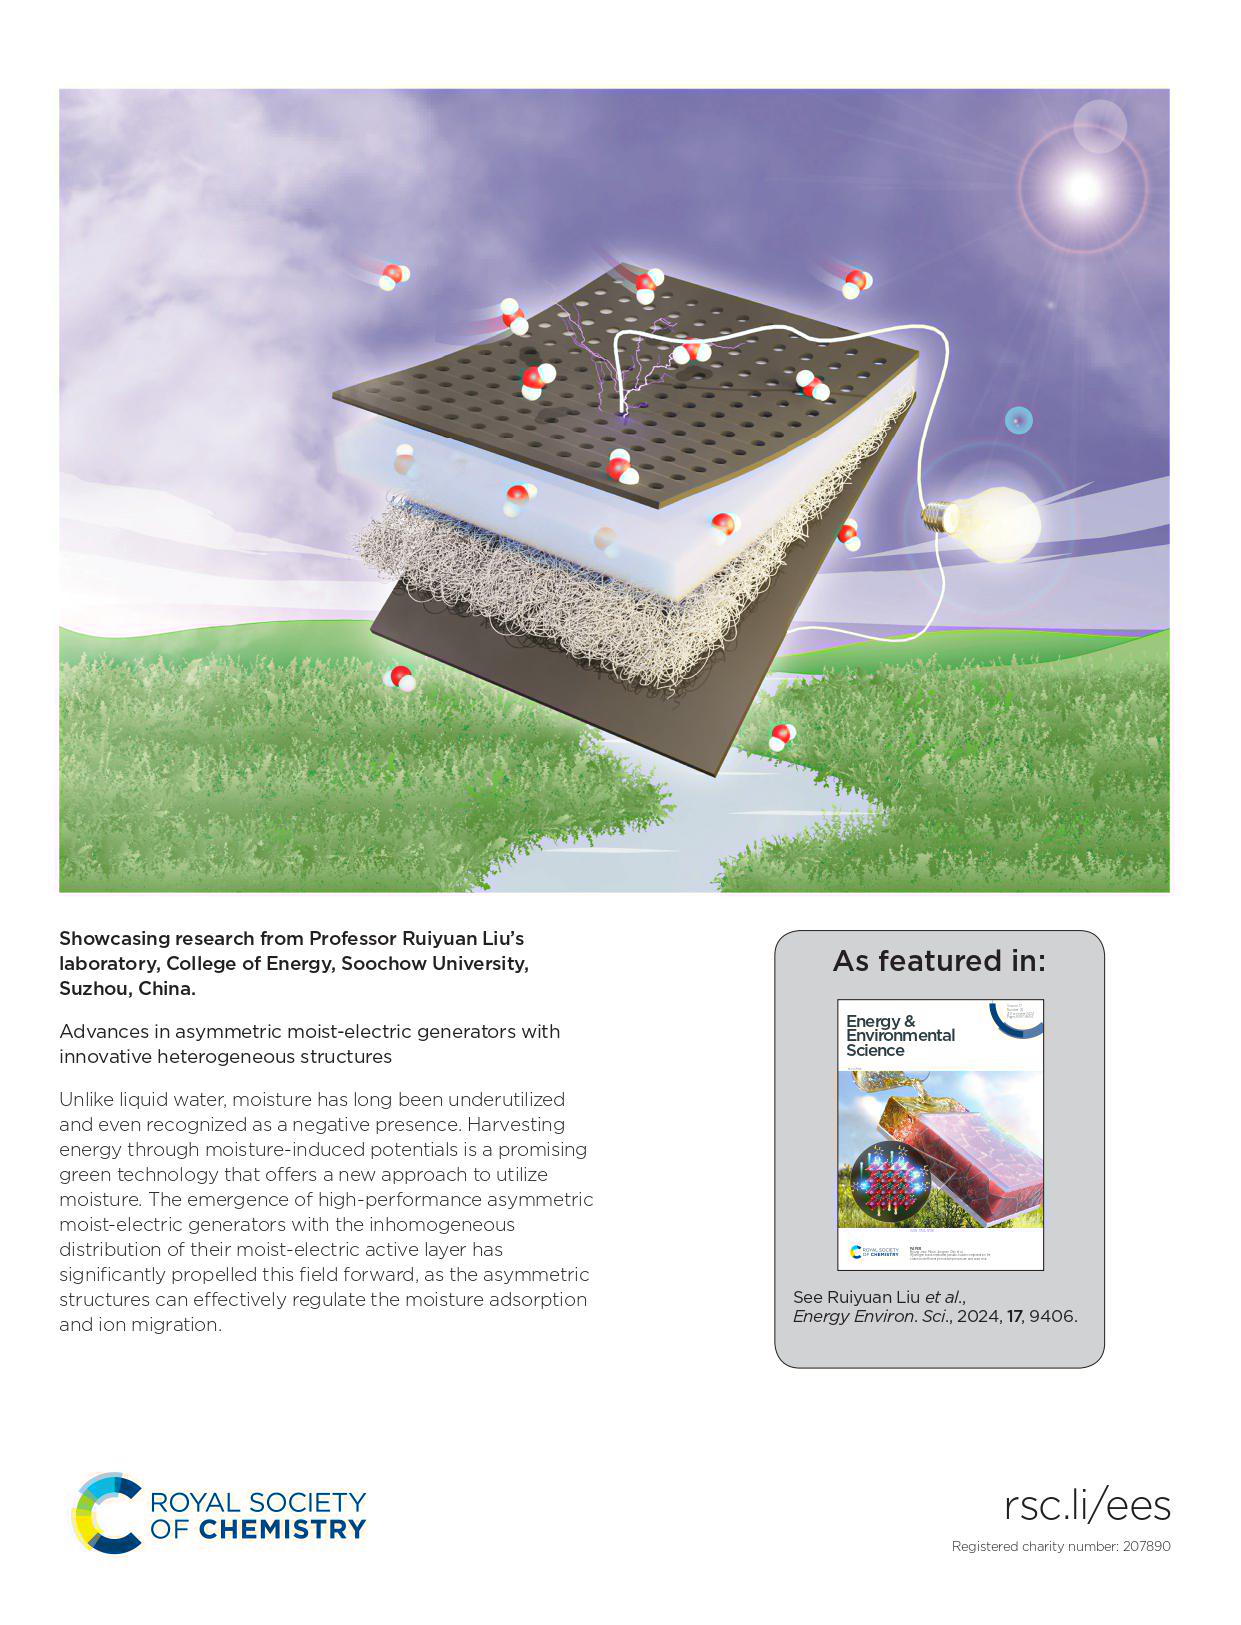 Showcasing research from Professor Ruiyuan Liu's
laboratory, College of Energy, Soochow University,
Suzhou, China.
Advances in asymmetric moist-electric generators with
innovative heterogeneous structures
Unlike liquid water, moisture has long been underutilized
and even recognized as a negative presence. Harvesting
energy through moisture-induced potentials is a promising
green technology that offers a new approach to utilize
moisture. The emergence of high-performance asymmetric
moist-electric generators with the inhomogeneous
distribution of their moist-electric active layer has
significantly propelled this field forward, as the asymmetric
structures can effectively regulate the moisture adsorption
and ion migration.
As featured in:
Energy &
Environmental
Science
ROYAL SOCIETY
OF CHEMISTRY
See Ruiyuan Liu et al.,
Energy Environ. Sci., 2024, 17, 9406.
ROYAL SOCIETY
OF CHEMISTRY
rsc.li/ees
Registered charity number: 207890